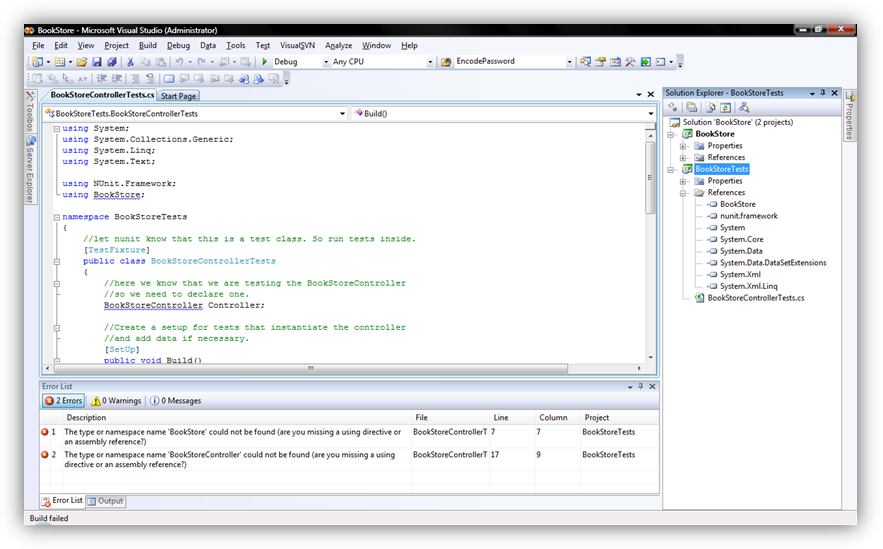 BookStore - Microsoft Visual Studio (Administrator)
File Edit View Project Build Debug Data Tools Test VisualSVN Analyze Window Help
Debug Any CPU EncodePassword
BookStoreControllerTests.cs Start Page
Solution Explorer - BookStoreTests
Toolbox
Server Explorer
Properties
BookStoreTests.BookStoreControllerTests Build()
using System;
using System.Collections.Generic;
using System.Linq;
using System.Text;
using NUnit.Framework;
using BookStore;
namespace BookStoreTests
{
//let nunit know that this is a test class. So run tests inside.
[TestFixture]
public class BookStoreControllerTests
{
//here we know that we are testing the BookStoreController
//so we need to declare one.
BookStoreController Controller;
//Create a setup for tests that instantiate the controller
//and add data if necessary.
[SetUp]
public void Build()
Solution 'BookStore' (2 projects)
BookStore
Properties
References
BookStoreTests
Properties
References
BookStore
nunit.framework
System
System.Core
System.Data
System.Data.DataSetExtensions
System.Xml
System.Xml.Linq
BookStoreControllerTests.cs
Error List
2 Errors 0 Warnings 0 Messages
Description File Line Column Project
1 The type or namespace name 'BookStore' could not be found (are you missing a using directive or BookStoreControllerT 7 7 BookStoreTests
an assembly reference?)
2 The type or namespace name 'BookStoreController' could not be found (are you missing a using BookStoreControllerT 17 9 BookStoreTests
directive or an assembly reference?)
Error List Output
Build failed